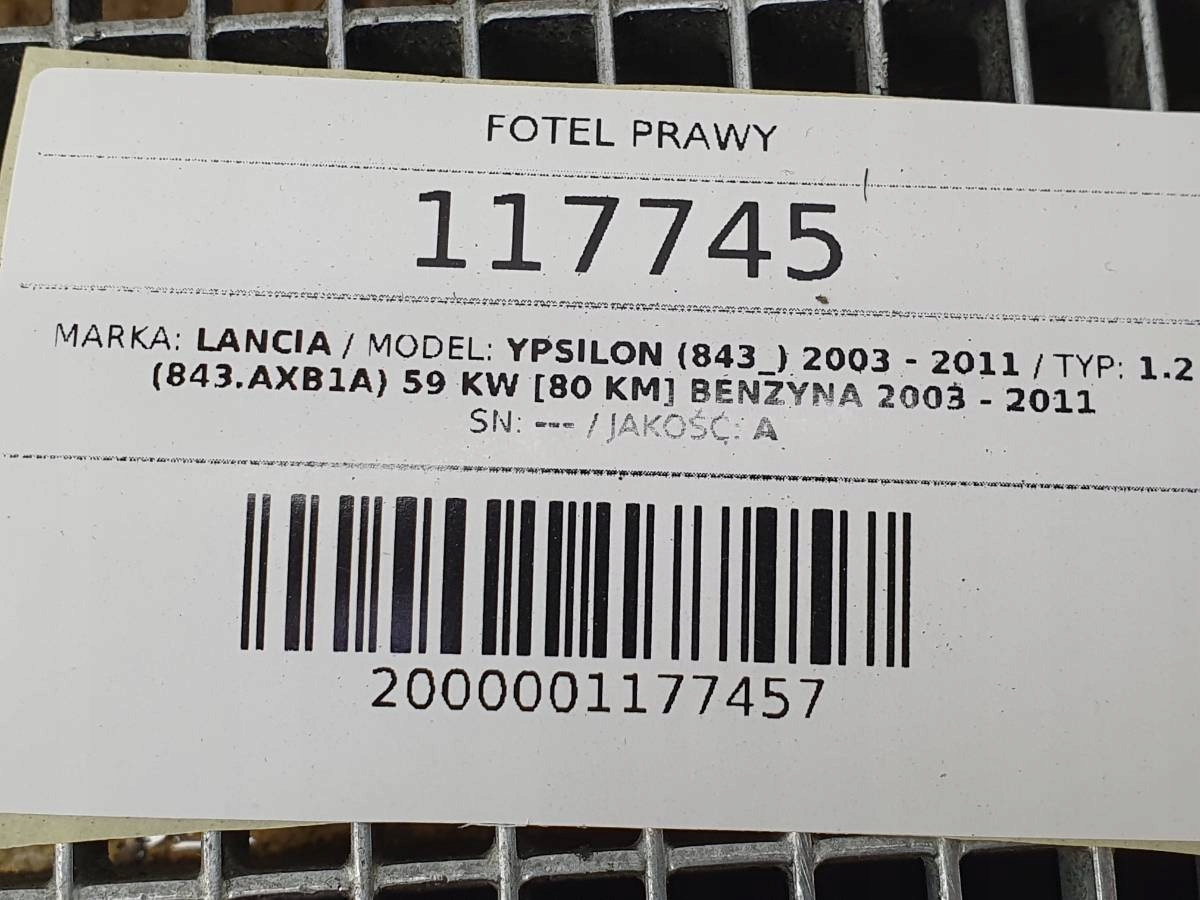 FOTEL PRAWY
117745
MARKA: LANCIA / MODEL: YPSILON (843_) 2003 - 2011 / TYP: 1.2
(843.AXB1A) 59 KW [80 KM] BENZYNA 2003 - 2011
SN: --- / JAKOŚĆ: A
2000001177457